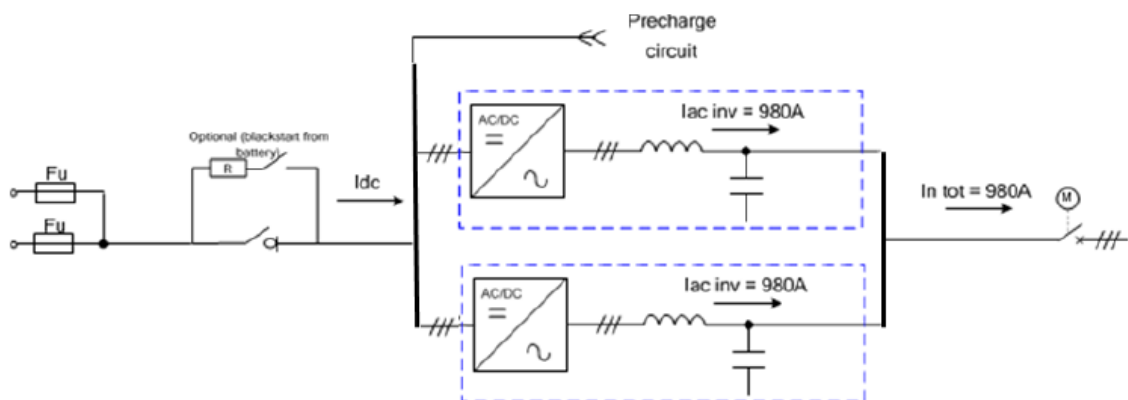 Precharge
circuit
Iac inv = 980A
AC/DC
Optional (blackstart from
battery)
R
Fu
Idc
In tot = 980A
M
Fu
Iac inv = 980A
AC/DC